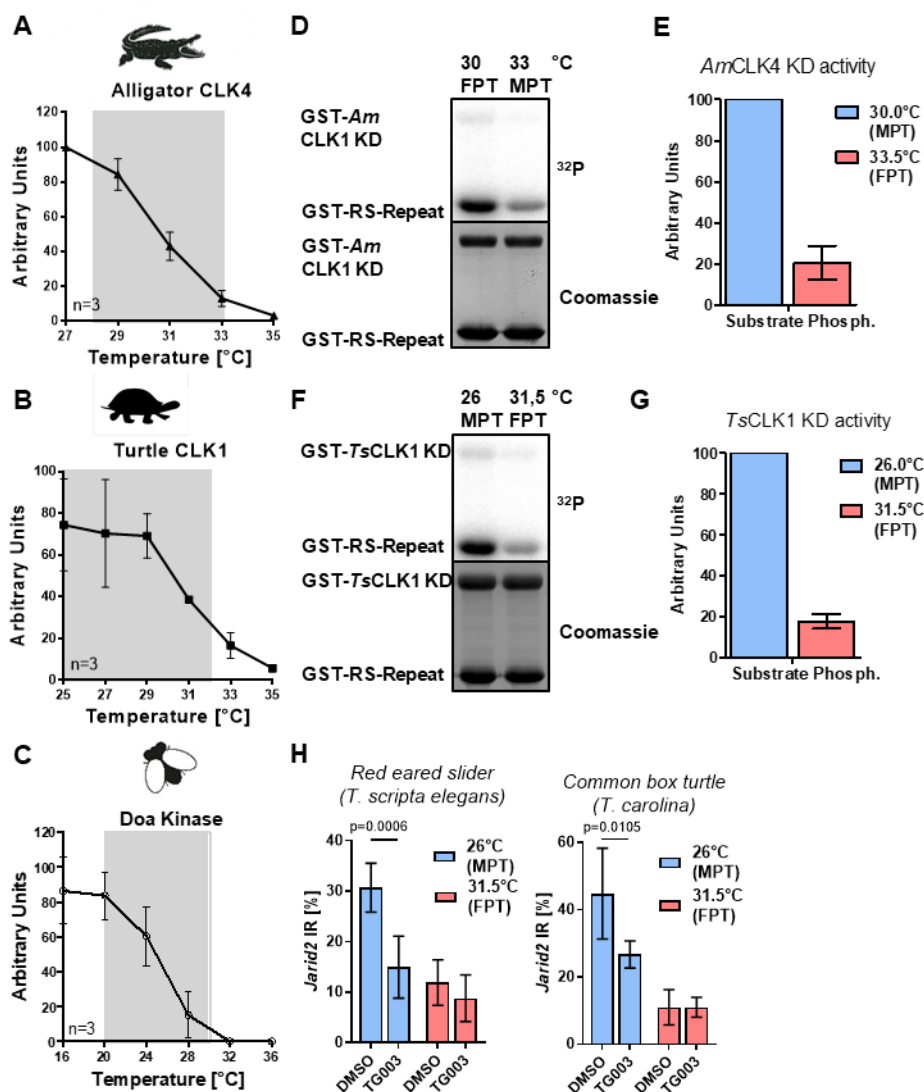 A
Alligator CLK4
Arbitrary Units
120
100
80
60
40
20
0
n=3
27 29 31 33 35
Temperature [°C]
D
30 33 °C
FPT MPT
GST-Am
CLK1 KD
32P
GST-RS-Repeat
GST-Am
CLK1 KD
Coomassie
GST-RS-Repeat
E
AmCLK4 KD activity
Arbitrary Units
100
80
60
40
20
0
Substrate Phosph.
30.0°C
(MPT)
33.5°C
(FPT)
B
Turtle CLK1
Arbitrary Units
100
80
60
40
20
0
n=3
25 27 29 31 33 35
Temperature [°C]
F
26 31,5 °C
MPT FPT
GST-TsCLK1 KD
32P
GST-RS-Repeat
GST-TsCLK1 KD
Coomassie
GST-RS-Repeat
G
TsCLK1 KD activity
Arbitrary Units
100
80
60
40
20
0
Substrate Phosph.
26.0°C
(MPT)
31.5°C
(FPT)
C
Doa Kinase
Arbitrary Units
120
100
80
60
40
20
0
n=3
16 20 24 28 32 36
Temperature [°C]
H
Red eared slider
(T. scripta elegans)
p=0.0006
Jarid2 IR [%]
40
30
20
10
0
26°C
(MPT)
31.5°C
(FPT)
DMSO
TG003
DMSO
TG003
Common box turtle
(T. carolina)
p=0.0105
Jarid2 IR [%]
60
40
20
0
26°C
(MPT)
31.5°C
(FPT)
DMSO
TG003
DMSO
TG003